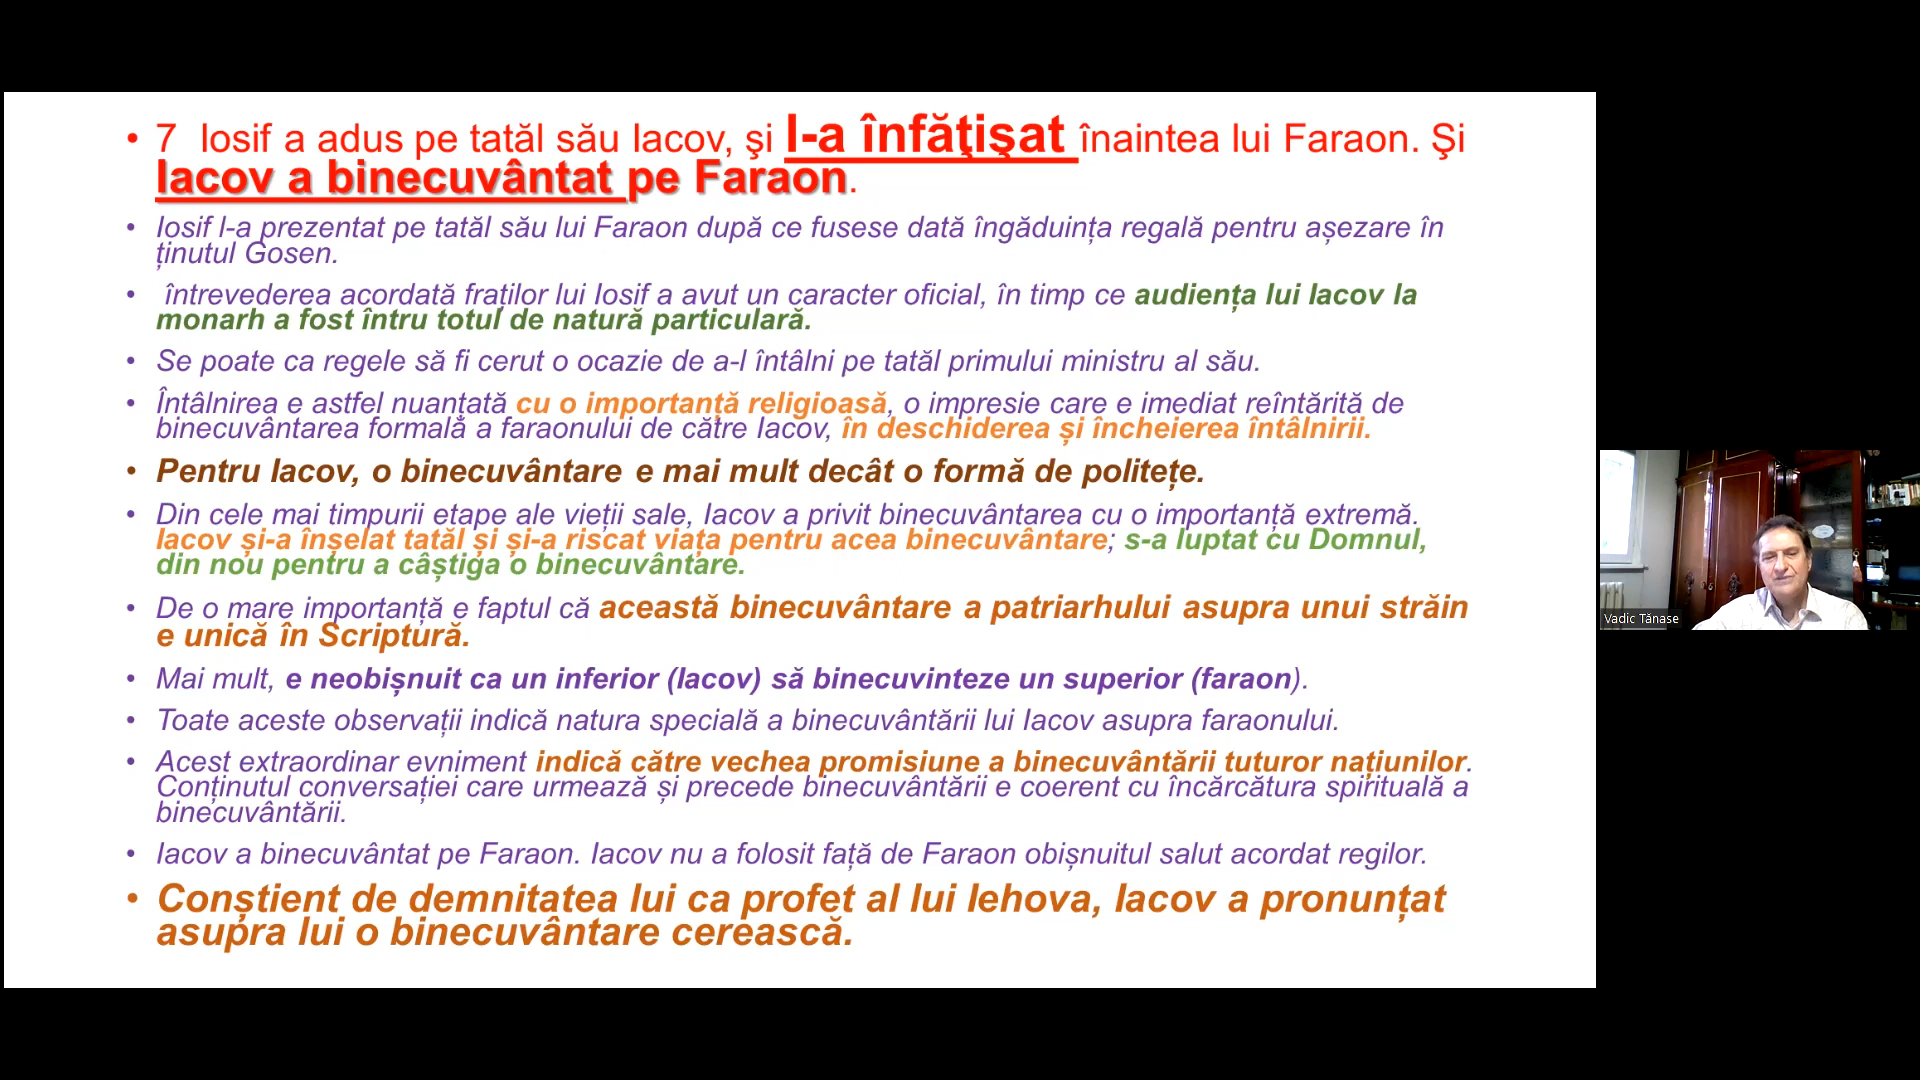 • 7  Iosif a adus pe tatăl său Iacov, şi l-a înfăţişat înaintea lui Faraon. Şi
Iacov a binecuvântat pe Faraon.
• Iosif l-a prezentat pe tatăl său lui Faraon după ce fusese dată îngăduința regală pentru așezare în
ținutul Gosen.
• întrevederea acordată fraților lui Iosif a avut un caracter oficial, în timp ce audiența lui Iacov la
monarh a fost întru totul de natură particulară.
• Se poate ca regele să fi cerut o ocazie de a-l întâlni pe tatăl primului ministru al său.
• Întâlnirea e astfel nuanțată cu o importanță religioasă, o impresie care e imediat reîntărită de
binecuvântarea formală a faraonului de către Iacov, în deschiderea și încheierea întâlnirii.
• Pentru Iacov, o binecuvântare e mai mult decât o formă de politețe.
• Din cele mai timpurii etape ale vieții sale, Iacov a privit binecuvântarea cu o importanță extremă.
Iacov și-a înșelat tatăl și și-a riscat viața pentru acea binecuvântare; s-a luptat cu Domnul,
din nou pentru a câștiga o binecuvântare.
• De o mare importanță e faptul că această binecuvântare a patriarhului asupra unui străin
e unică în Scriptură.
• Mai mult, e neobișnuit ca un inferior (Iacov) să binecuvinteze un superior (faraon).
• Toate aceste observații indică natura specială a binecuvântării lui Iacov asupra faraonului.
• Acest extraordinar evniment indică către vechea promisiune a binecuvântării tuturor națiunilor.
Conținutul conversației care urmează și precede binecuvântării e coerent cu încărcătura spirituală a
binecuvântării.
• Iacov a binecuvântat pe Faraon. Iacov nu a folosit față de Faraon obișnuitul salut acordat regilor.
• Conștient de demnitatea lui ca profet al lui Iehova, Iacov a pronunțat
asupra lui o binecuvântare cerească.
Vadic Tănase